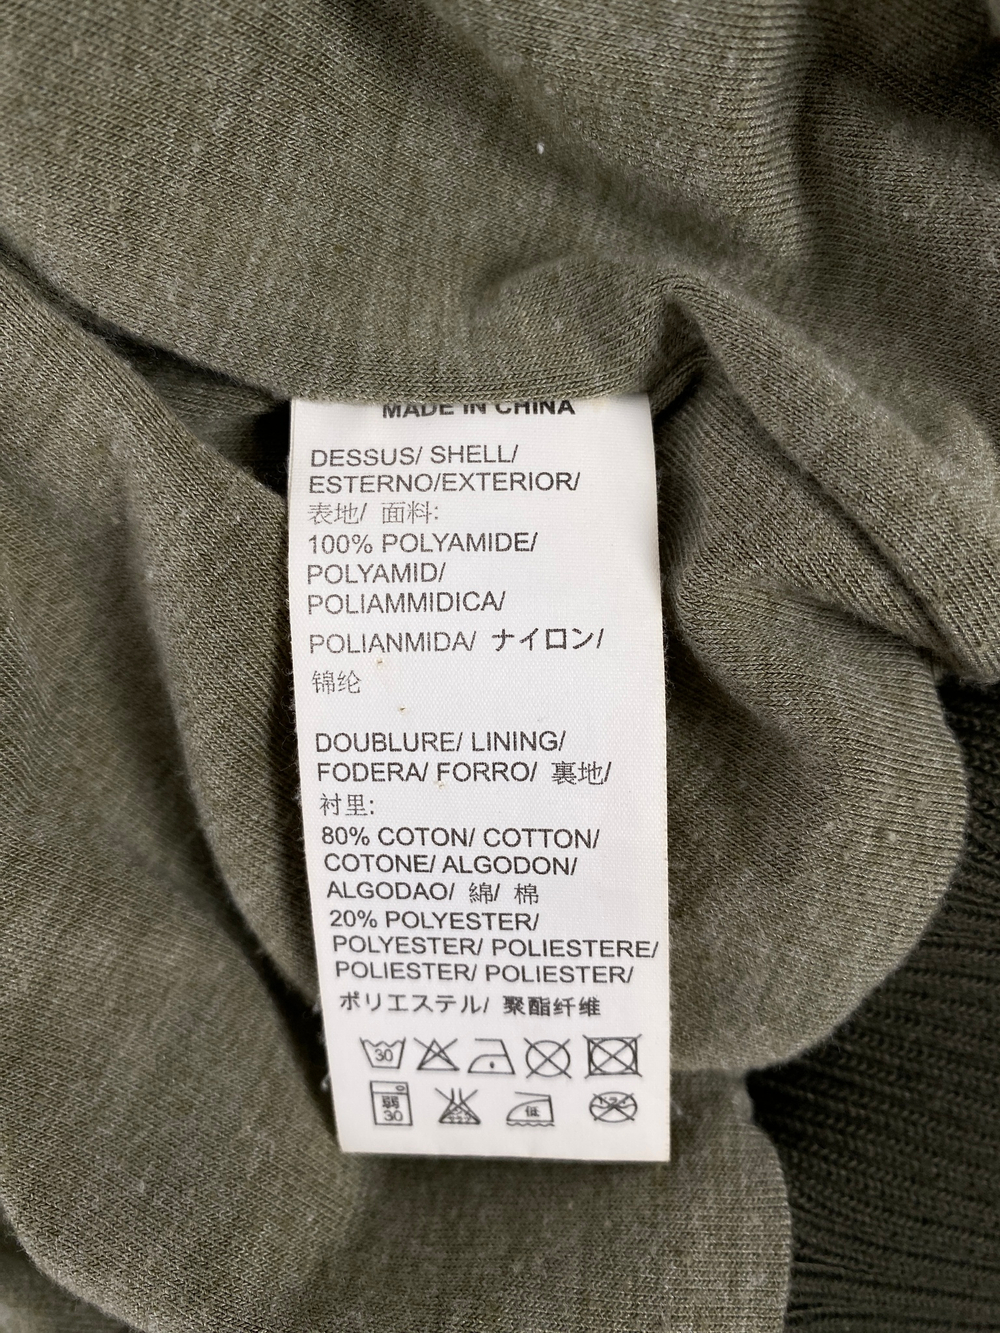 MADE IN CHINA
DESSUS/ SHELL/
ESTERNO/EXTERIOR/
表地/ 面料:
100% POLYAMIDE/
POLYAMID/
POLIAMMIDICA/
POLIANMIDA/ ナイロン/
锦纶
DOUBLURE/ LINING/
FODERA/ FORRO/ 裏地/
衬里:
80% COTON/ COTTON/
COTONE/ ALGODON/
ALGODAO/ 綿/ 棉
20% POLYESTER/
POLYESTER/ POLIESTERE/
POLIESTER/ POLIESTER/
ポリエステル/ 聚酯纤维
30
弱 低
30